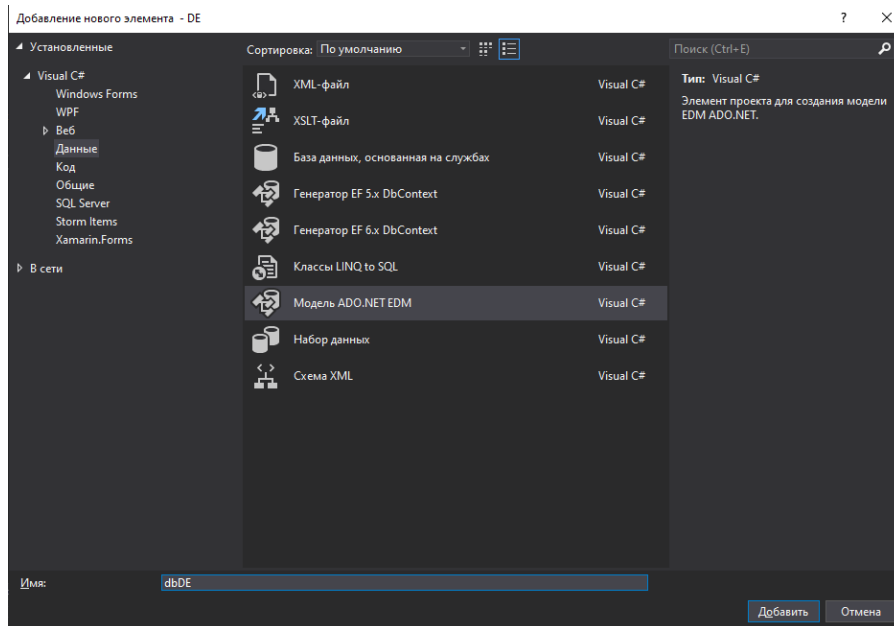 Добавление нового элемента - DE
Установленные
Visual C#
Windows Forms
WPF
Веб
Данные
Код
Общие
SQL Server
Storm Items
Xamarin.Forms
В сети
Сортировка: По умолчанию
XML-файл Visual C#
XSLT-файл Visual C#
База данных, основанная на службах Visual C#
Генератор EF 5.x DbContext Visual C#
Генератор EF 6.x DbContext Visual C#
Классы LINQ to SQL Visual C#
Модель ADO.NET EDM Visual C#
Набор данных Visual C#
Схема XML Visual C#
Поиск (Ctrl+E)
Тип: Visual C#
Элемент проекта для создания модели
EDM ADO.NET.
Имя: dbDE
Добавить Отмена